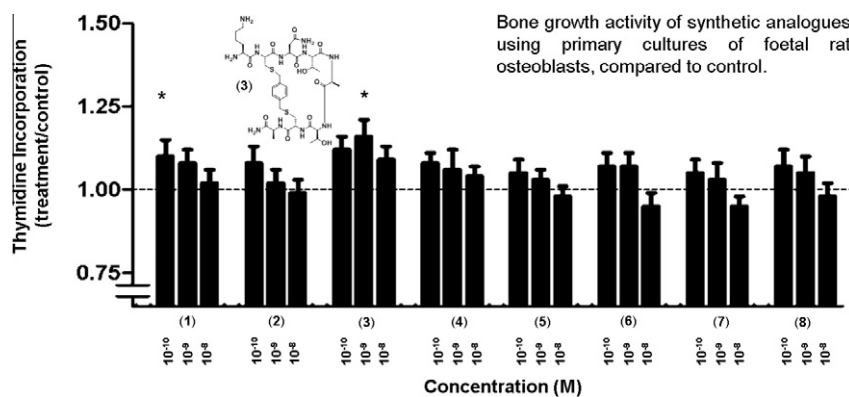 Bone growth activity of synthetic analogues
using primary cultures of foetal rat
osteoblasts, compared to control.
Thymidine Incorporation
(treatment/control)
1.50
1.25
1.00
0.75
(3)
NH2
H2N
O
H
N
O
N
H
O
NH2
O
H
N
HO
NH
O
O
NH
S
S
H2N
O
H
N
O
N
H
O
OH
*
*
(1) (2) (3) (4) (5) (6) (7) (8)
10-10 10-9 10-8 10-10 10-9 10-8 10-10 10-9 10-8 10-10 10-9 10-8 10-10 10-9 10-8 10-10 10-9 10-8 10-10 10-9 10-8 10-10 10-9 10-8
Concentration (M)